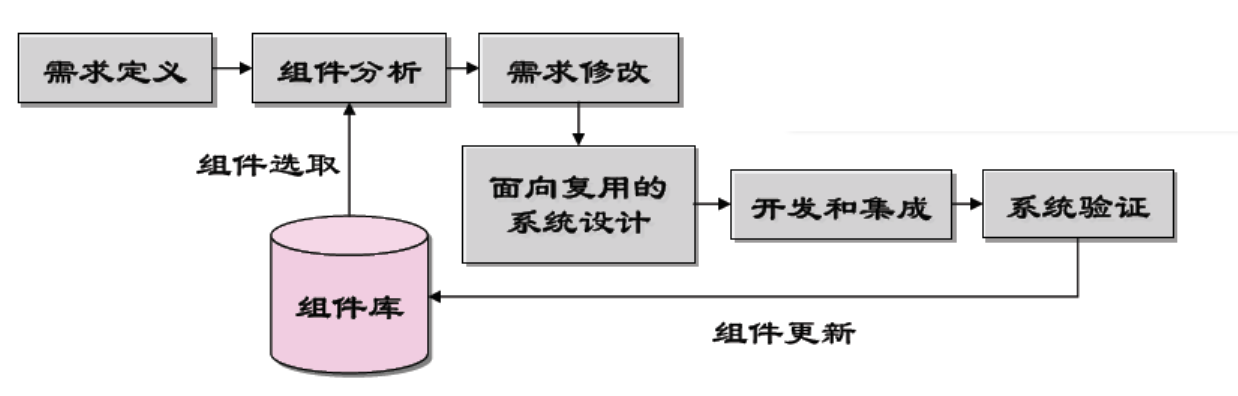 需求定义
组件分析
需求修改
组件选取
面向复用的
系统设计
开发和集成
系统验证
组件库
组件更新